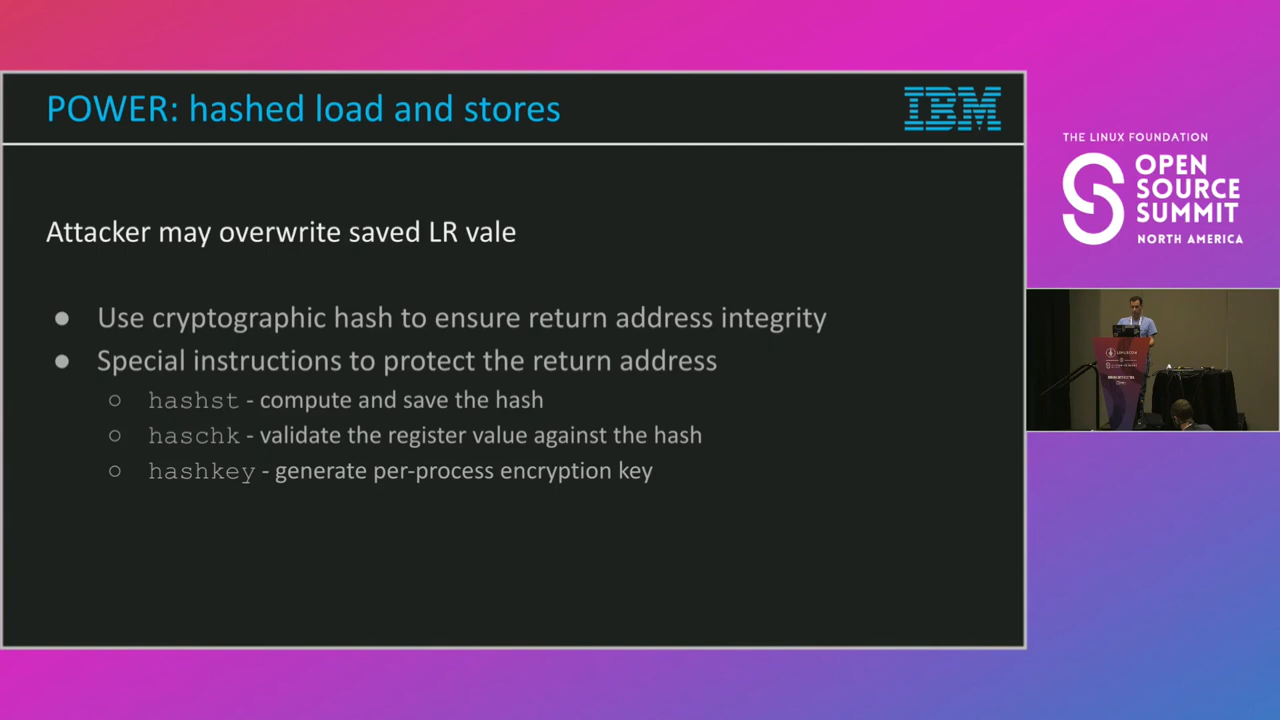 POWER: hashed load and stores
IBM
Attacker may overwrite saved LR vale
● Use cryptographic hash to ensure return address integrity
● Special instructions to protect the return address
○ hashst - compute and save the hash
○ haschk - validate the register value against the hash
○ hashkey - generate per-process encryption key
THE LINUX FOUNDATION
OPEN
SOURCE
SUMMIT
NORTH AMERICA